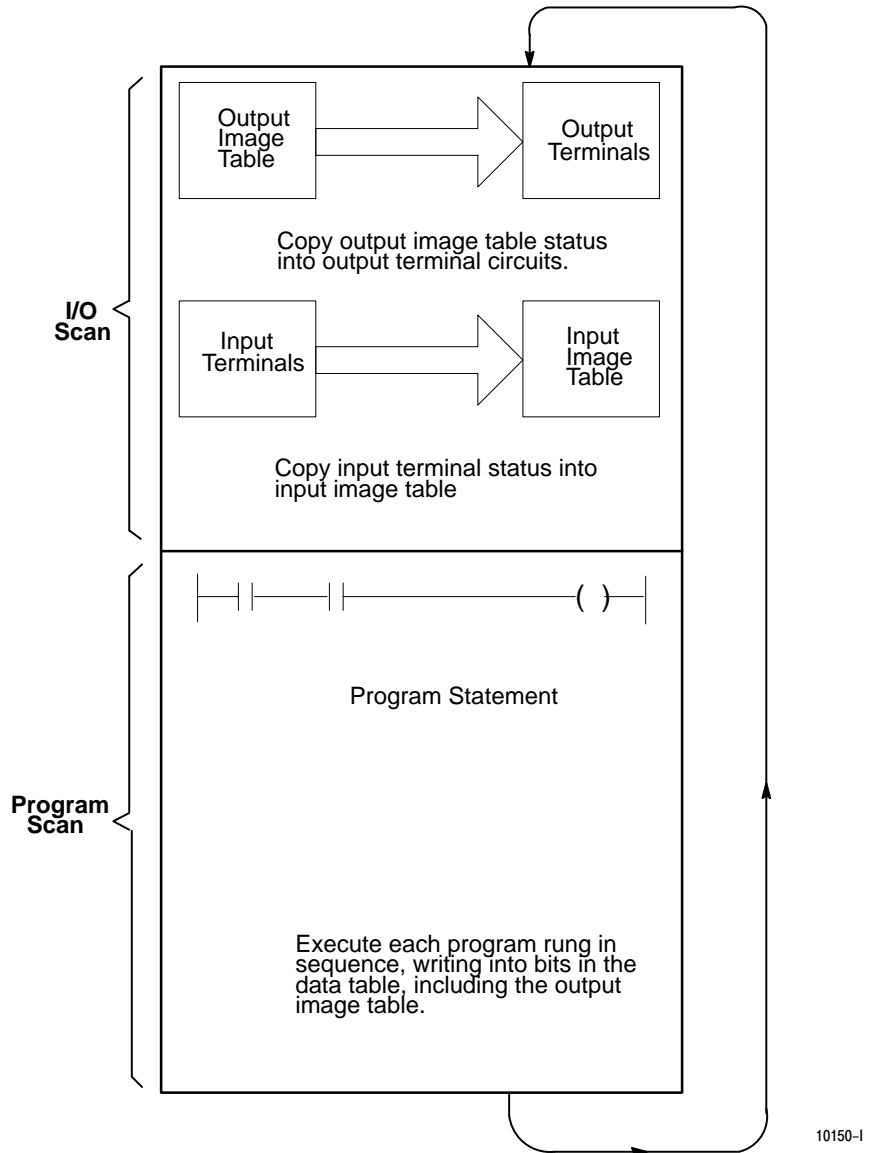 Output
Image
Table
Output
Terminals
Copy output image table status
into output terminal circuits.
I/O
Scan
Input
Terminals
Input
Image
Table
Copy input terminal status into
input image table
( )
Program Statement
Program
Scan
Execute each program rung in
sequence, writing into bits in the
data table, including the output
image table.
10150–I